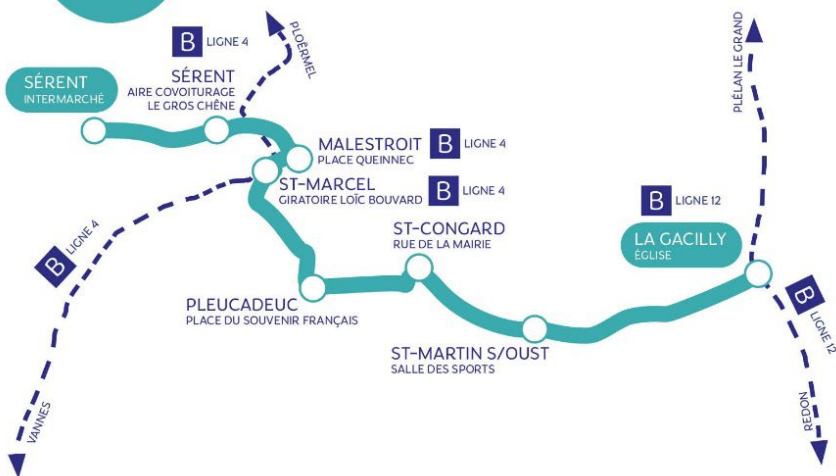 B LIGNE 4
PLOËRMEL
PLÉLAN LE GRAND
SÉRENT
INTERMARCHÉ
SÉRENT
AIRE COVOITURAGE
LE GROS CHÊNE
MALESTROIT
PLACE QUEINNEC
B LIGNE 4
ST-MARCEL
GIRATOIRE LOÏC BOUVARD
B LIGNE 4
B LIGNE 12
LA GACILLY
ÉGLISE
ST-CONGARD
RUE DE LA MAIRIE
B LIGNE 4
B LIGNE 12
PLEUCADEUC
PLACE DU SOUVENIR FRANÇAIS
ST-MARTIN S/OUST
SALLE DES SPORTS
VANNES
REDON